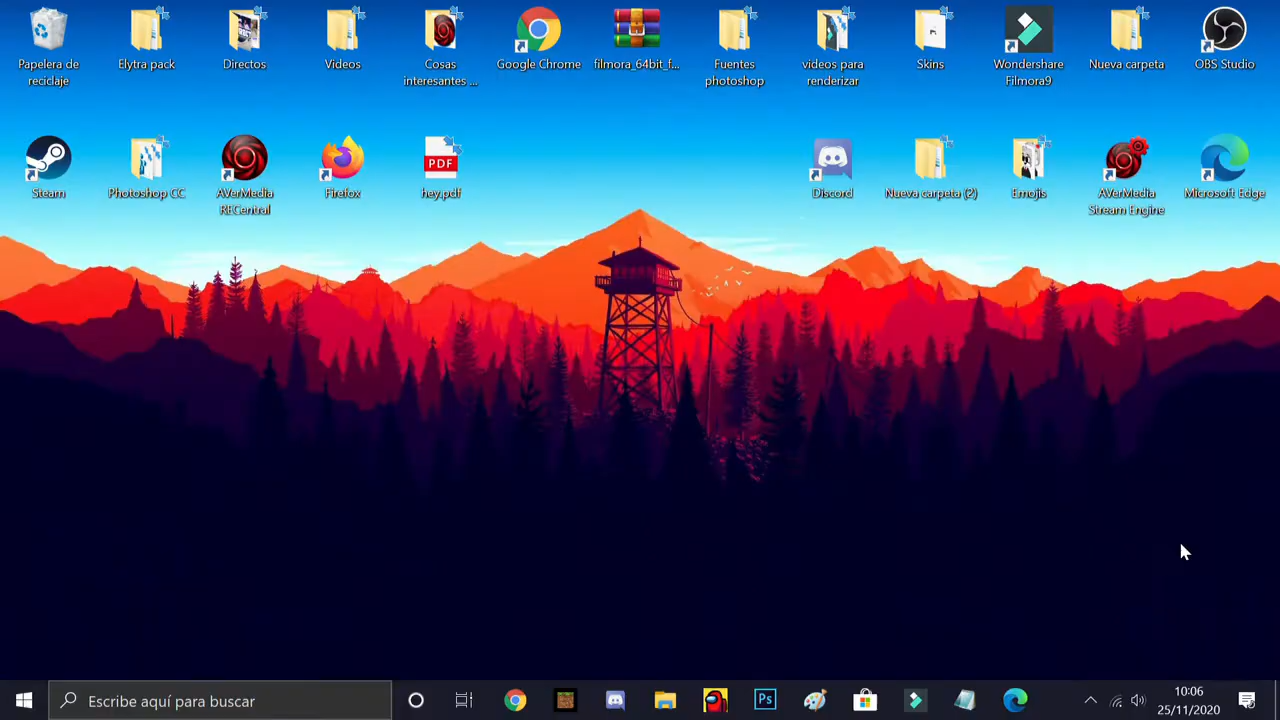 Papelera de
reciclaje
Elytra pack
Directos
Videos
Cosas
interesantes ...
Google Chrome
filmora_64bit_f...
Fuentes
photoshop
videos para
renderizar
Skins
Wondershare
Filmora9
Nueva carpeta
OBS Studio
Steam
Photoshop CC
AVerMedia
RECentral
Firefox
PDF
hey.pdf
Discord
Nueva carpeta (2)
Emojis
AVerMedia
Stream Engine
Microsoft Edge
Escribe aquí para buscar
Ps
10:06
25/11/2020